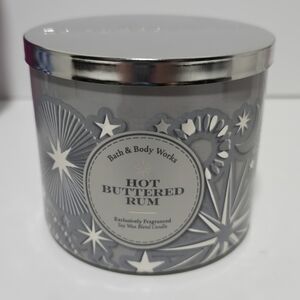 Bath & Body Works
HOT
BUTTERED
RUM
Exclusively Fragranced
Soy Wax Blend Candle